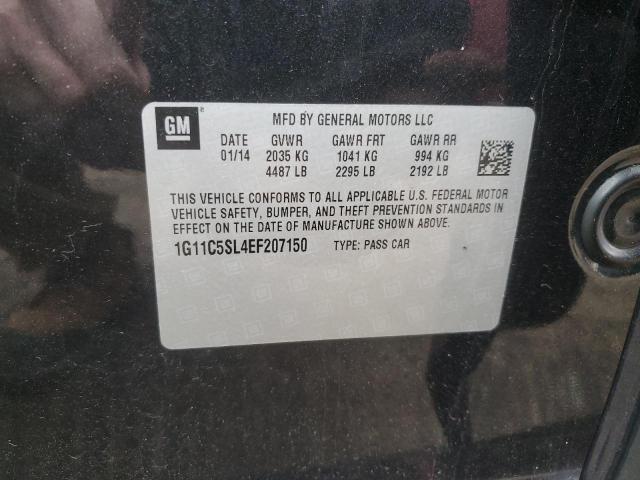 GM
MFD BY GENERAL MOTORS LLC
DATE GVWR GAWR FRT GAWR RR
01/14 2035 KG 1041 KG 994 KG
4487 LB 2295 LB 2192 LB
THIS VEHICLE CONFORMS TO ALL APPLICABLE U.S. FEDERAL MOTOR
VEHICLE SAFETY, BUMPER, AND THEFT PREVENTION STANDARDS IN
EFFECT ON THE DATE OF MANUFACTURE SHOWN ABOVE.
1G11C5SL4EF207150 TYPE: PASS CAR